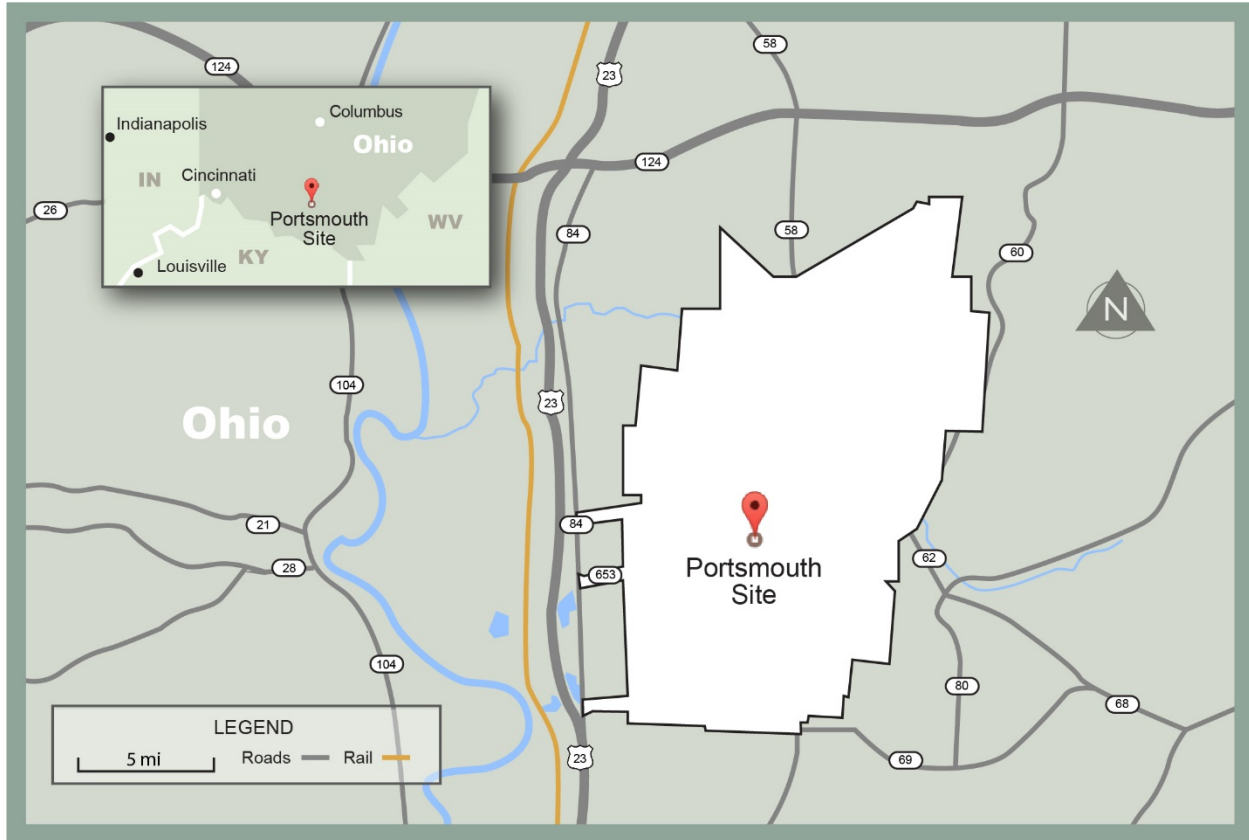 58
124
23
Columbus
Indianapolis
Ohio
124
IN
Cincinnati
58
26
Portsmouth
Site
WV
84
60
KY
Louisville
N
104
23
Ohio
21
84
28
653
62
Portsmouth
Site
104
80
68
LEGEND
5 mi
Roads
Rail
23
69